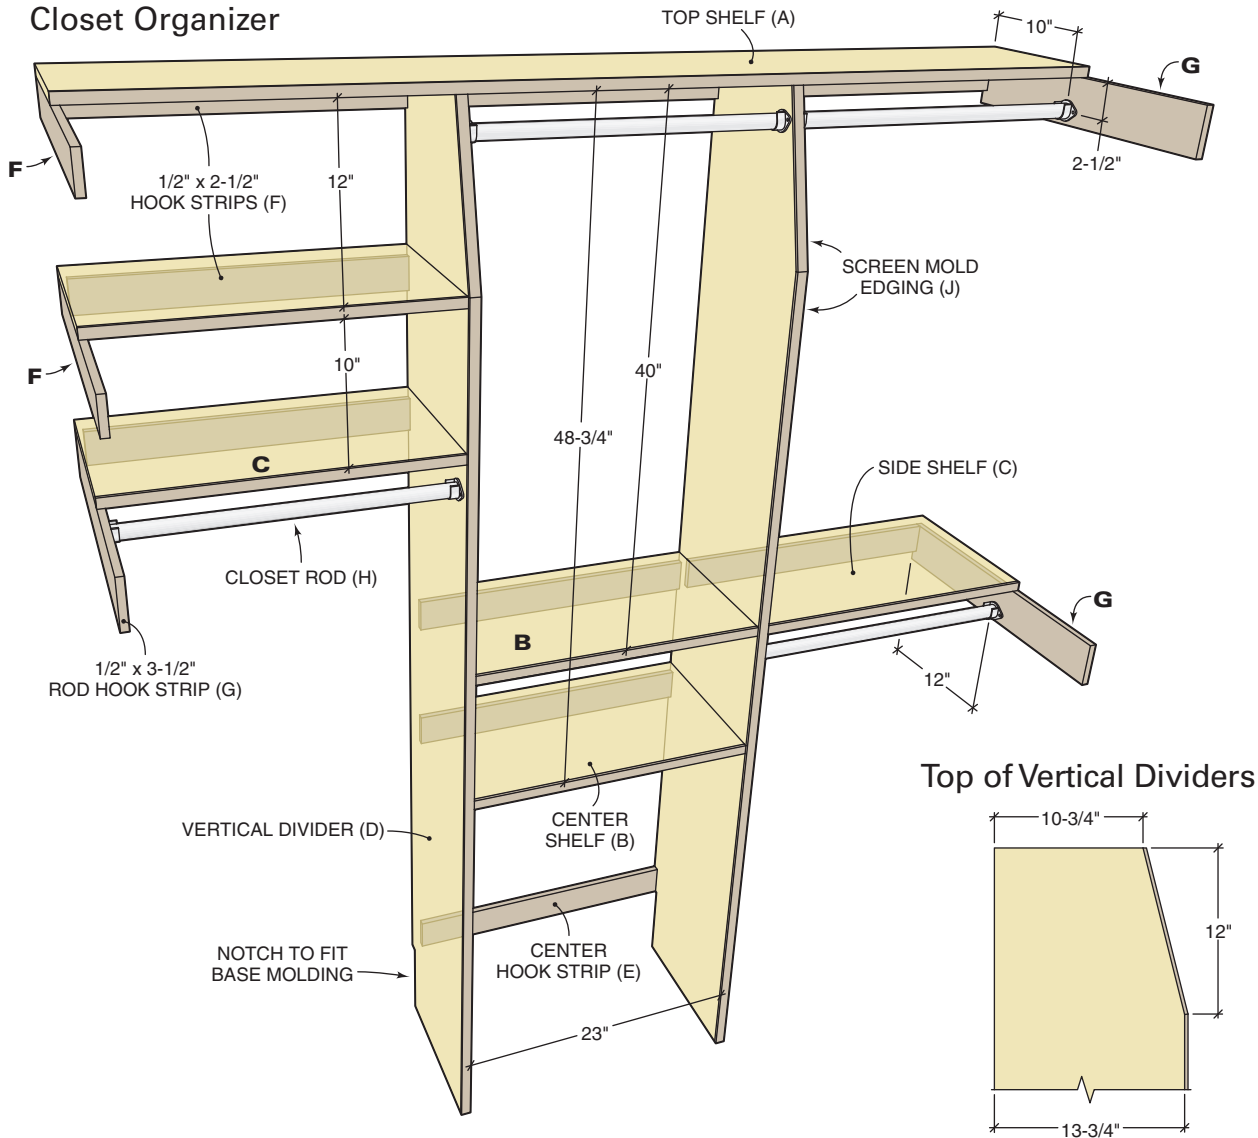 Closet Organizer
TOP SHELF (A)
10"
G
F
1/2" x 2-1/2"
HOOK STRIPS (F)
12"
2-1/2"
SCREEN MOLD
EDGING (J)
F
10"
40"
48-3/4"
C
SIDE SHELF (C)
CLOSET ROD (H)
B
G
1/2" x 3-1/2"
ROD HOOK STRIP (G)
12"
Top of Vertical Dividers
10-3/4"
VERTICAL DIVIDER (D)
CENTER
SHELF (B)
12"
NOTCH TO FIT
BASE MOLDING
CENTER
HOOK STRIP (E)
23"
13-3/4"